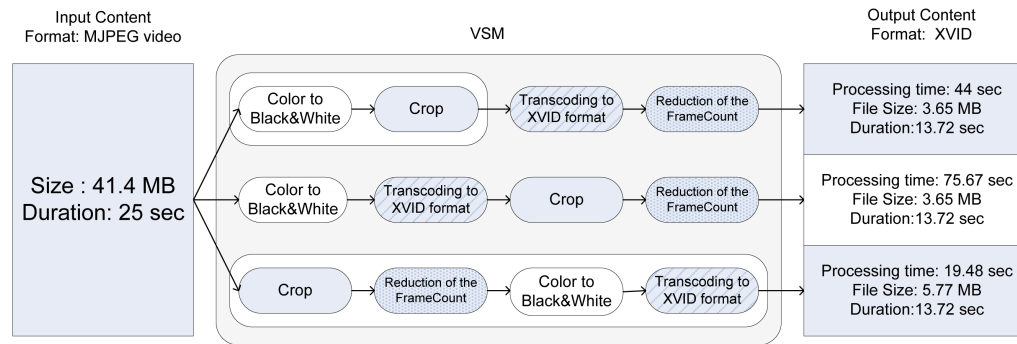 Input Content
Format: MJPEG video
VSM
Output Content
Format: XVID
Size : 41.4 MB
Duration: 25 sec
Color to
Black&White
Crop
Transcoding to
XVID format
Reduction of the
FrameCount
Processing time: 44 sec
File Size: 3.65 MB
Duration:13.72 sec
Color to
Black&White
Transcoding to
XVID format
Crop
Reduction of the
FrameCount
Processing time: 75.67 sec
File Size: 3.65 MB
Duration:13.72 sec
Crop
Reduction of the
FrameCount
Color to
Black&White
Transcoding to
XVID format
Processing time: 19.48 sec
File Size: 5.77 MB
Duration:13.72 sec